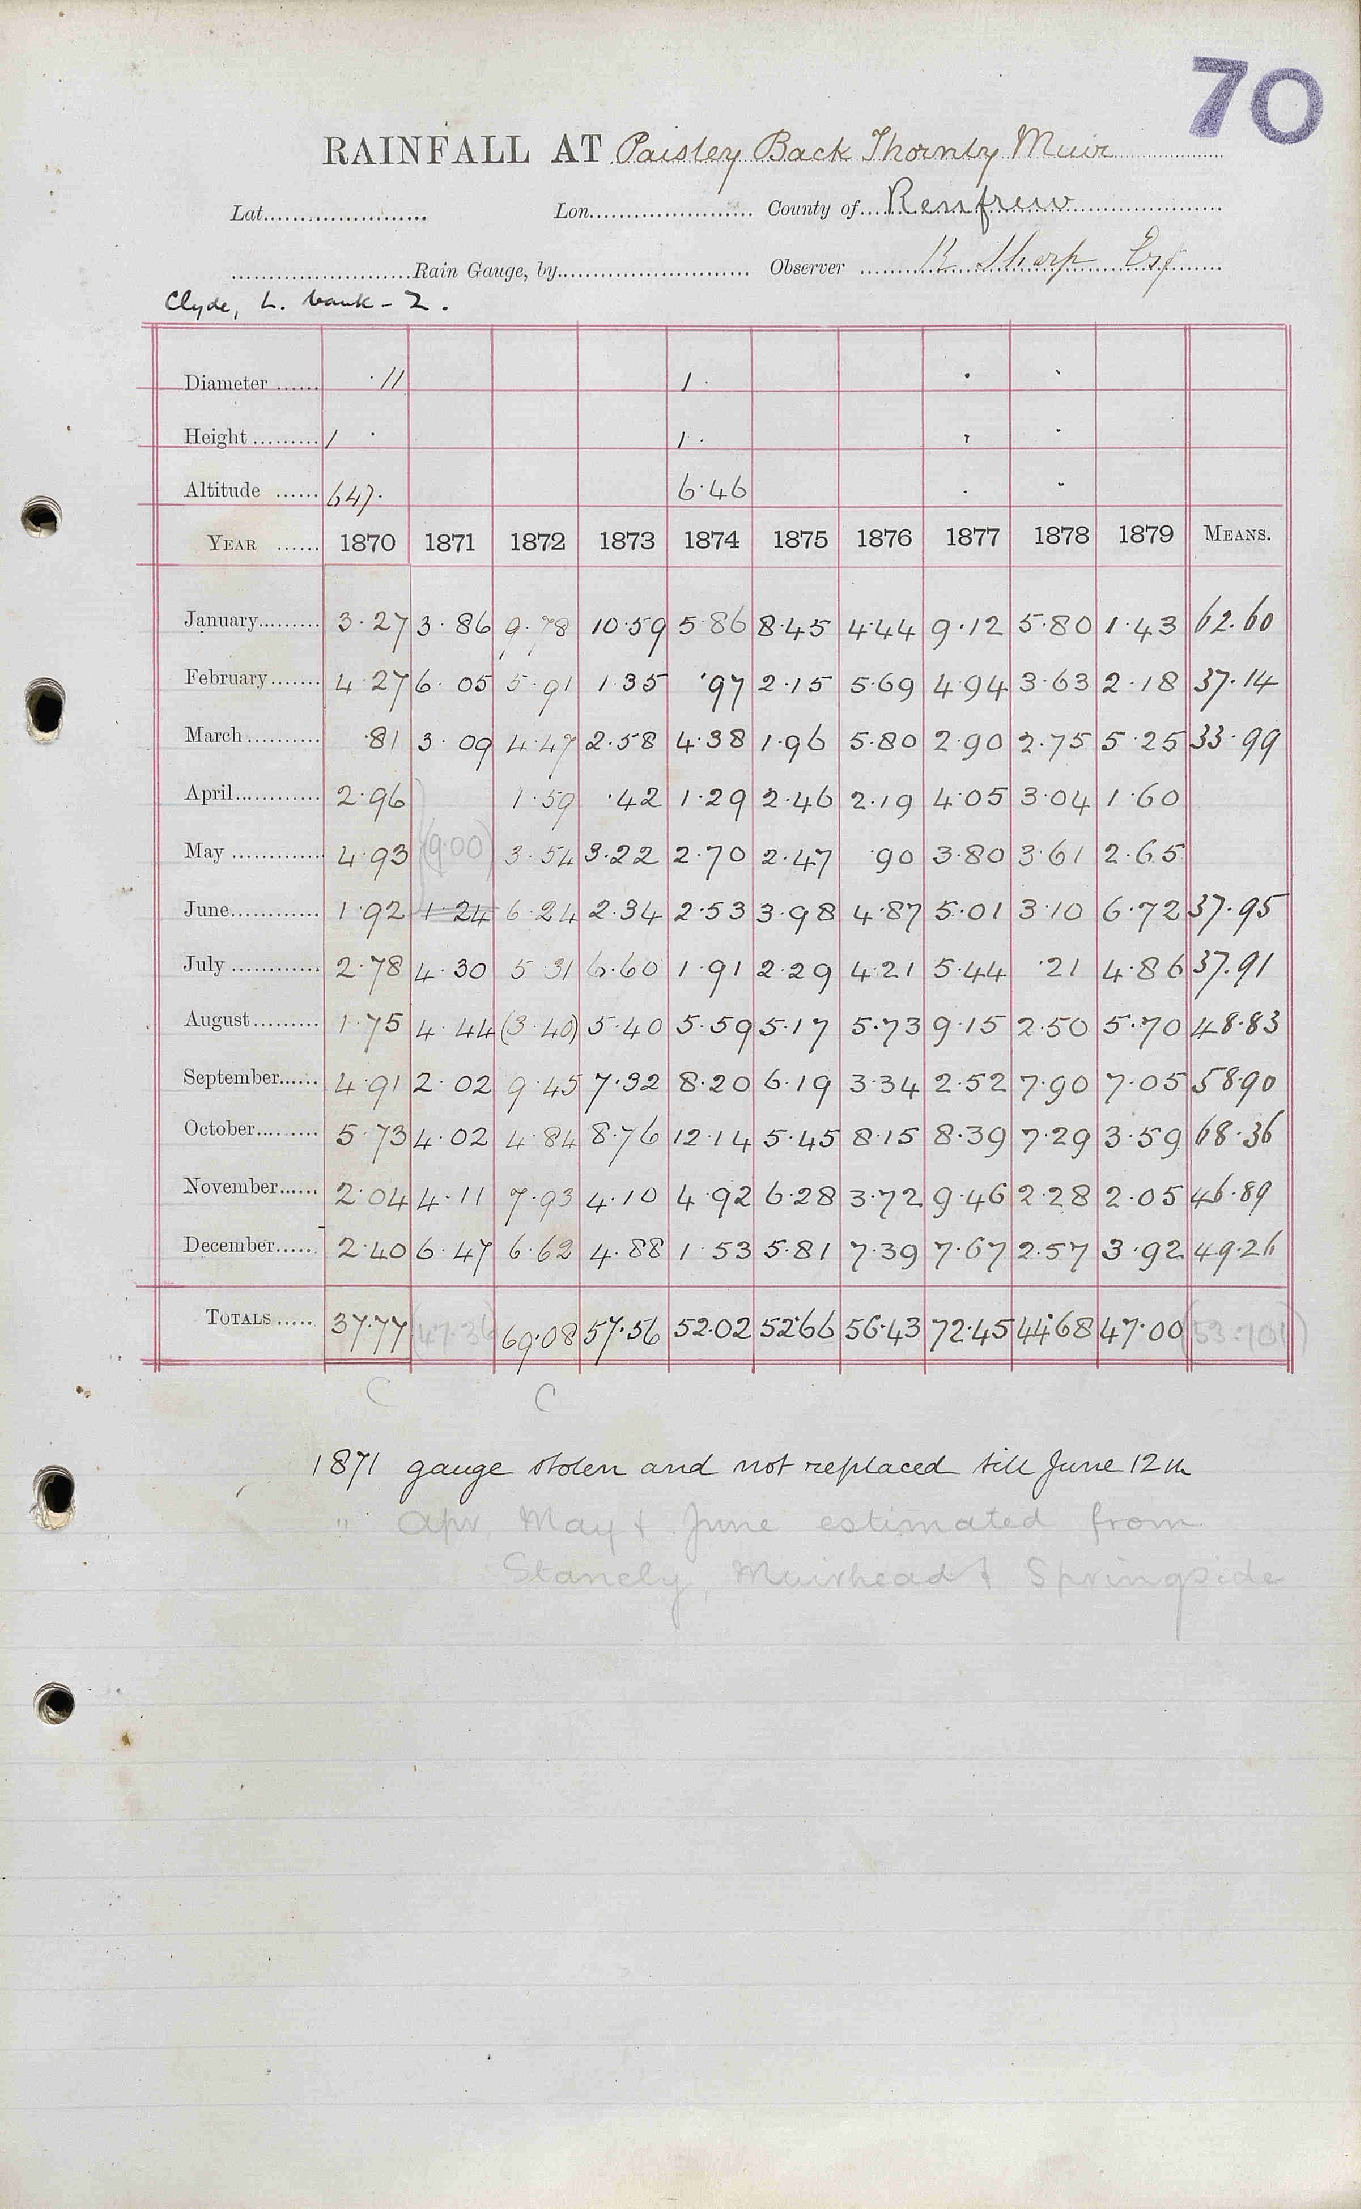 70
RAINFALL AT Paisley Back Thornly Muir
Lat. Lon. County of Renfrew
Rain Gauge, by Observer R Sharp Esq
Clyde, L. bank - 2.
Diameter ·11 1·
Height 1 · 1·
Altitude 647· 6·46
YEAR 1870 1871 1872 1873 1874 1875 1876 1877 1878 1879 MEANS.
January 3·27 3·86 9·78 10·59 5·86 8·45 4·44 9·12 5·80 1·43 62·60
February 4·27 6·05 5·91 1·35 ·97 2·15 5·69 4·94 3·63 2·18 37·14
March ·81 3·09 4·47 2·58 4·38 1·96 5·80 2·90 2·75 5·25 33·99
April 2·96 1·59 ·42 1·29 2·46 2·19 4·05 3·04 1·60
May 4·93 (9·00) 3·54 3·22 2·70 2·47 ·90 3·80 3·61 2·65
June 1·92 1·24 6·24 2·34 2·53 3·98 4·87 5·01 3·10 6·72 37·95
July 2·78 4·30 5·31 6·60 1·91 2·29 4·21 5·44 ·21 4·86 37·91
August 1·75 4·44 (3·40) 5·40 5·59 5·17 5·73 9·15 2·50 5·70 48·83
September 4·91 2·02 9·45 7·32 8·20 6·19 3·34 2·52 7·90 7·05 58·90
October 5·73 4·02 4·84 8·76 12·14 5·45 8·15 8·39 7·29 3·59 68·36
November 2·04 4·11 7·93 4·10 4·92 6·28 3·72 9·46 2·28 2·05 46·89
December 2·40 6·47 6·62 4·88 1·53 5·81 7·39 7·67 2·57 3·92 49·26
TOTALS 37·77 (47·36) 69·08 57·56 52·02 52·66 56·43 72·45 44·68 47·00 (53·701)
C C
1871 gauge stolen and not replaced till June 12th
" Apr May & June estimated from
Stanely, Muirhead & Springside